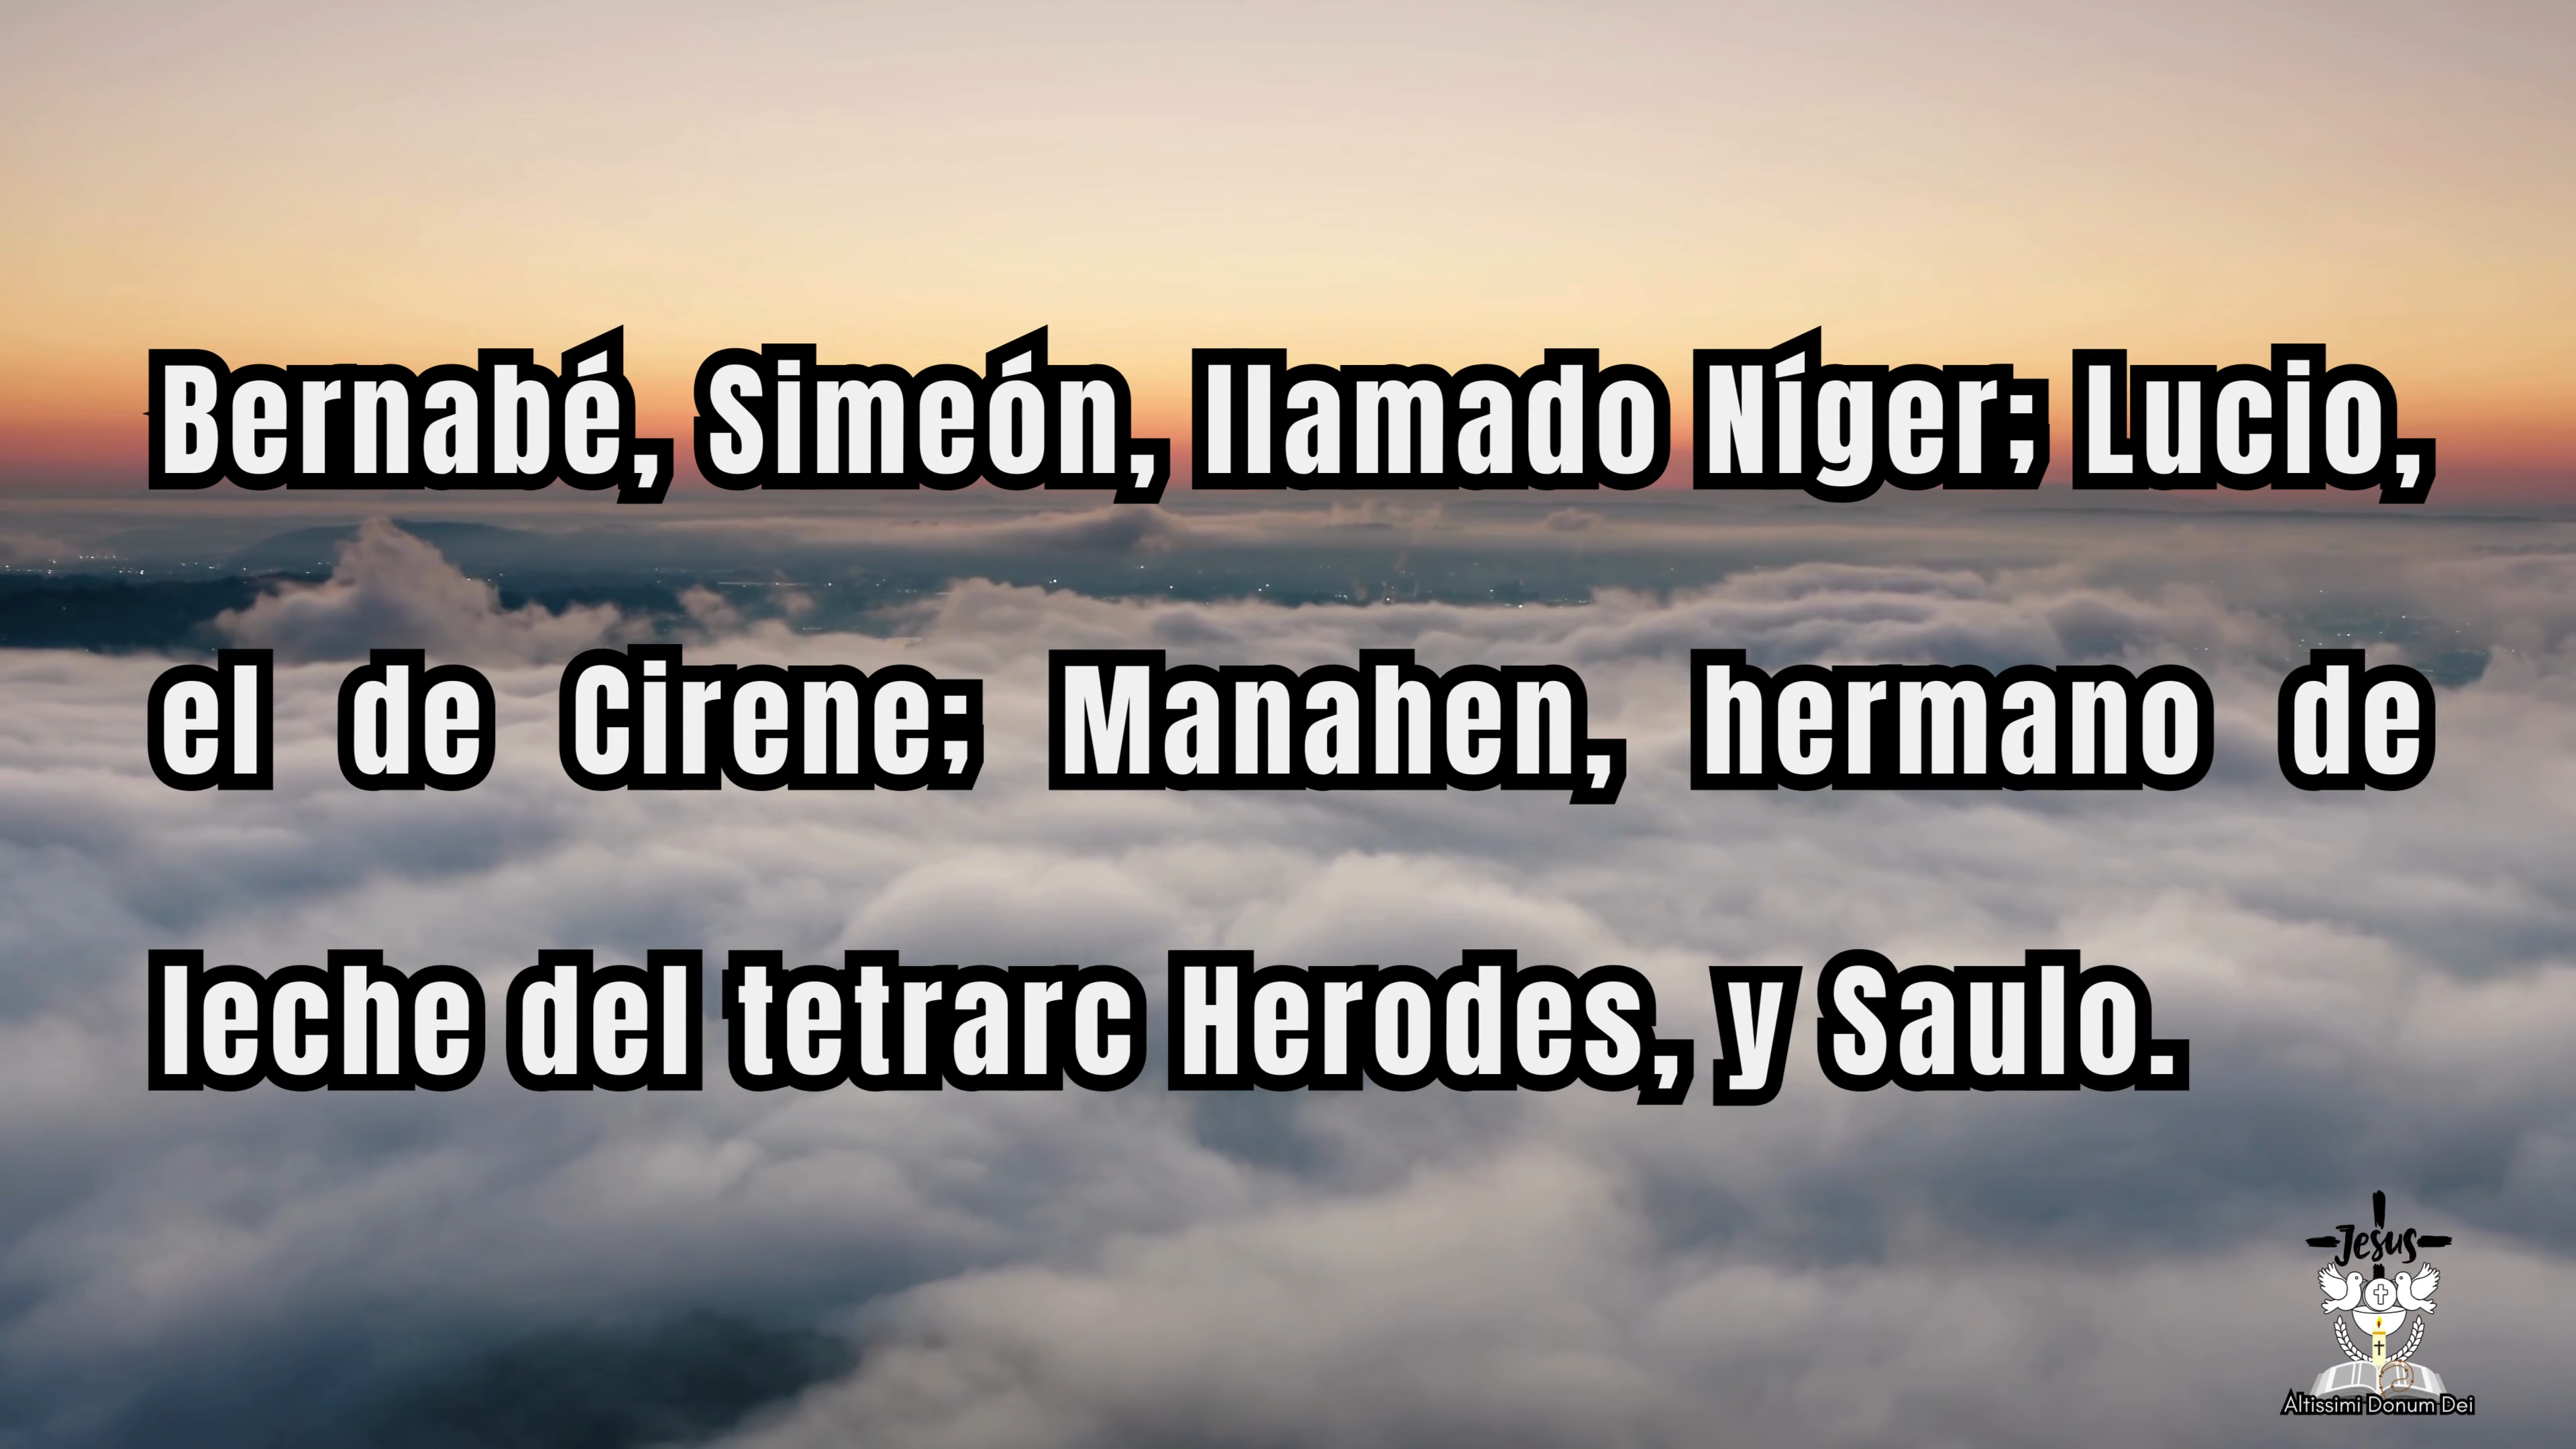 Bernabé, Simeón, llamado Níger; Lucio,
el de Cirene; Manahen, hermano de
leche del tetrarc Herodes, y Saulo.
Jesus
Altissimi Donum Dei